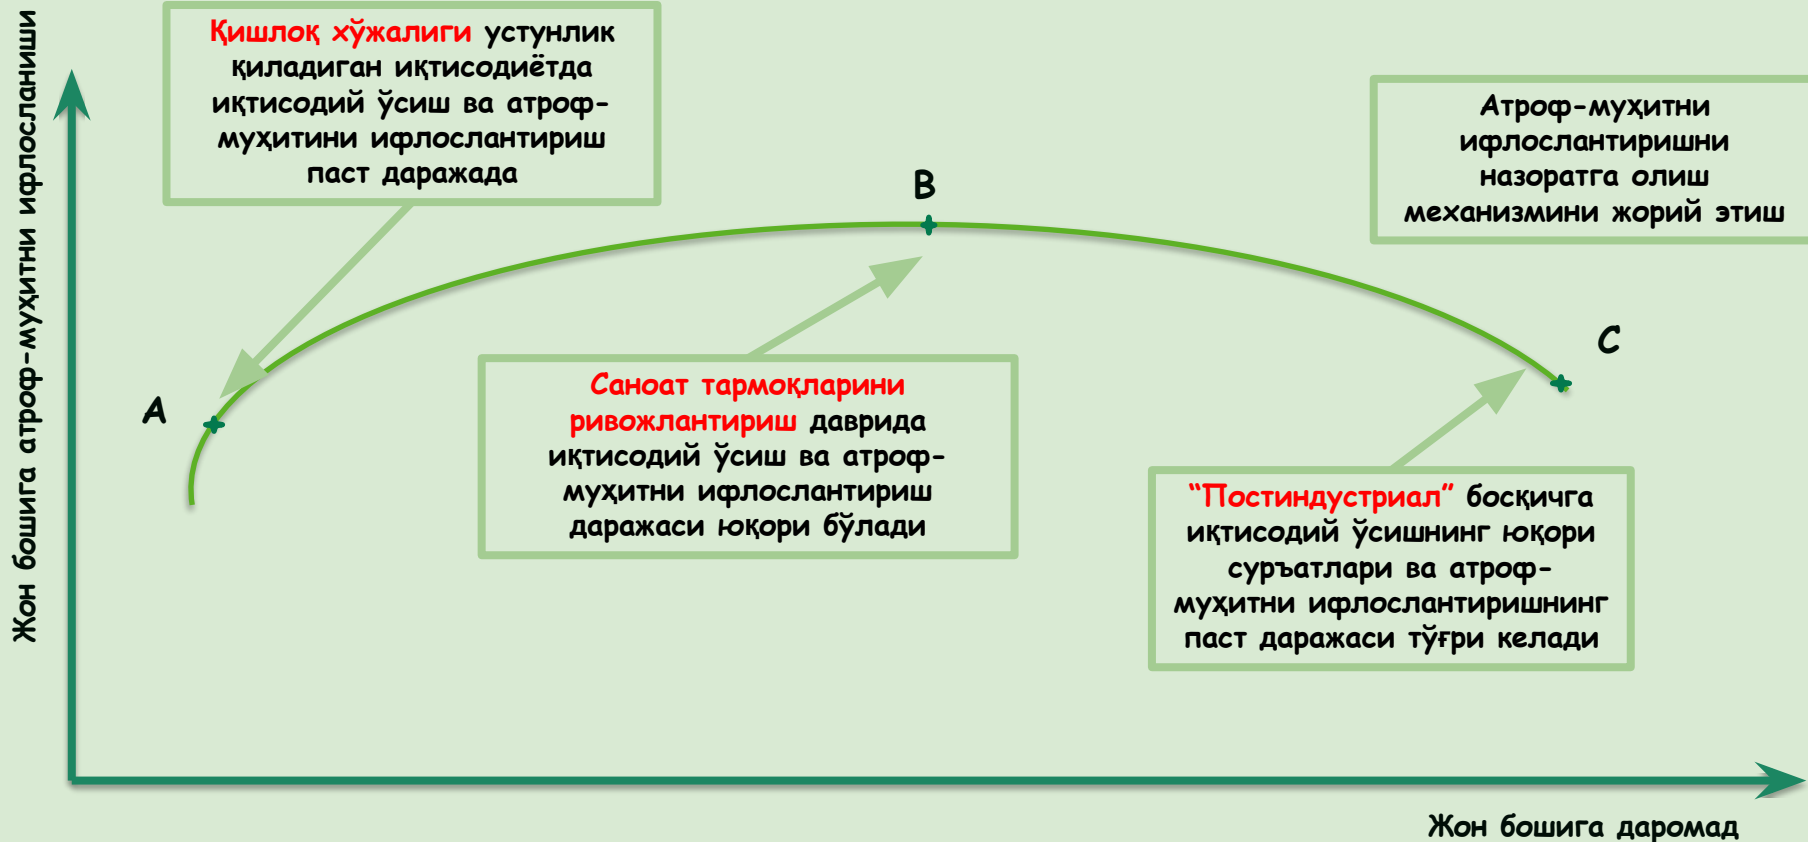 Жон бошига атроф-муҳитни ифлосланиши
Қишлоқ хўжалиги устунлик
қиладиган иқтисодиётда
иқтисодий ўсиш ва атроф-
муҳитини ифлослантириш
паст даражада
Атроф-муҳитни
ифлослантиришни
назоратга олиш
механизмини жорий этиш
B
C
A
Саноат тармоқларини
ривожлантириш даврида
иқтисодий ўсиш ва атроф-
муҳитни ифлослантириш
даражаси юқори бўлади
“Постиндустриал” босқичга
иқтисодий ўсишнинг юқори
суръатлари ва атроф-
муҳитни ифлослантиришнинг
паст даражаси тўғри келади
Жон бошига даромад